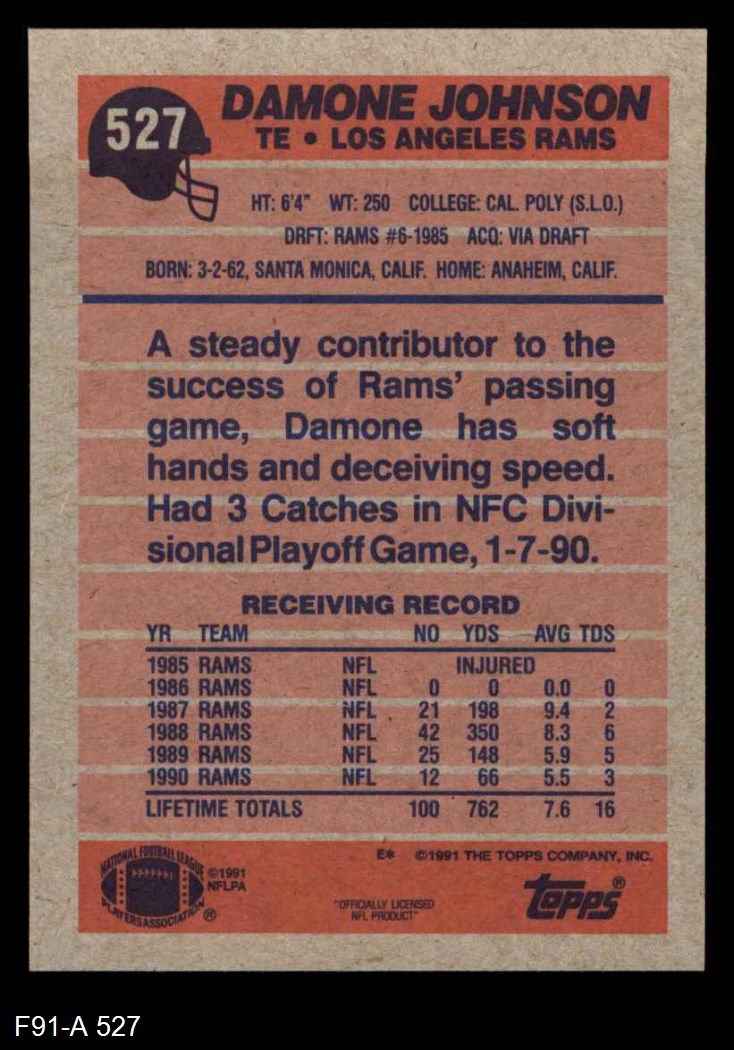 527
DAMONE JOHNSON
TE • LOS ANGELES RAMS
HT: 6'4" WT: 250 COLLEGE: CAL. POLY (S.L.O.)
DRFT: RAMS #6-1985 ACQ: VIA DRAFT
BORN: 3-2-62, SANTA MONICA, CALIF. HOME: ANAHEIM, CALIF.
A steady contributor to the
success of Rams' passing
game, Damone has soft
hands and deceiving speed.
Had 3 Catches in NFC Divi-
sional Playoff Game, 1-7-90.
RECEIVING RECORD
YR TEAM NO YDS AVG TDS
1985 RAMS NFL INJURED
1986 RAMS NFL 0 0 0.0 0
1987 RAMS NFL 21 198 9.4 2
1988 RAMS NFL 42 350 8.3 6
1989 RAMS NFL 25 148 5.9 5
1990 RAMS NFL 12 66 5.5 3
LIFETIME TOTALS 100 762 7.6 16
NATIONAL FOOTBALL LEAGUE
PLAYERS ASSOCIATION ®
©1991
NFLPA
E* ©1991 THE TOPPS COMPANY, INC.
"OFFICIALLY LICENSED
NFL PRODUCT"
topps®
F91-A 527